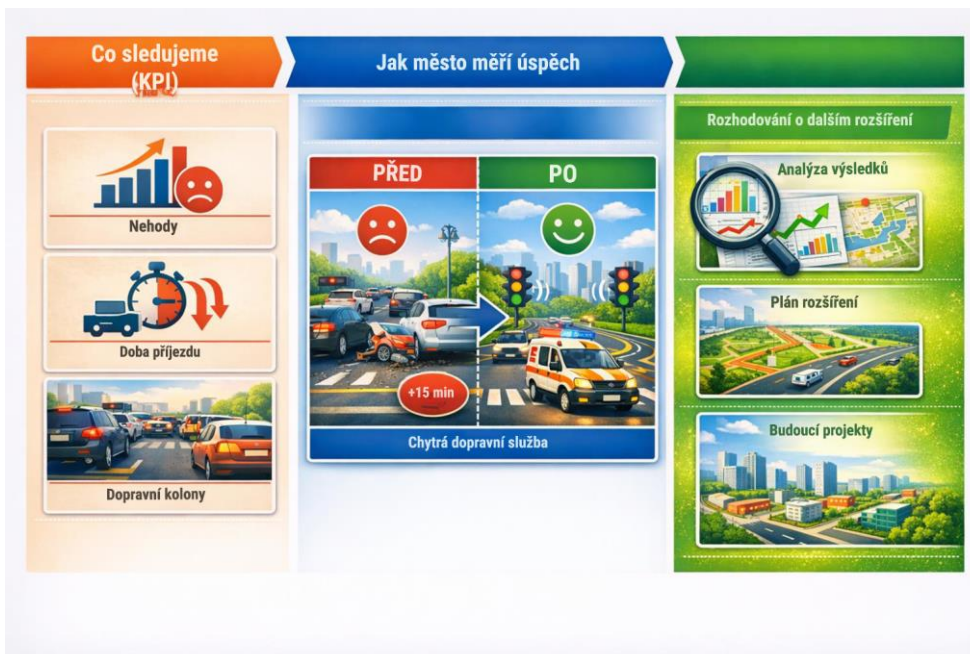 Co sledujeme
(KPI)
Nehody
Doba příjezdu
Dopravní kolony
Jak město měří úspěch
PŘED
PO
+15 min
Chytrá dopravní služba
Rozhodování o dalším rozšíření
Analýza výsledků
Plán rozšíření
Budoucí projekty